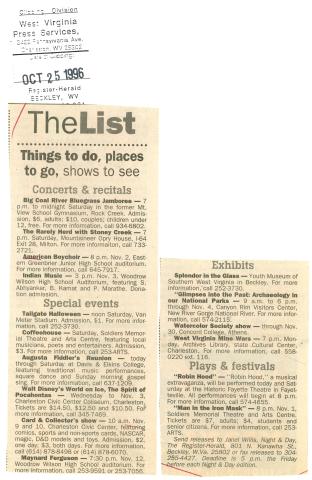 Clipping Division
West Virginia
Press Services,
3422 Pennsylvania Ave.
Charleston, WV 25302
Date of Clipping:
OCT 25 1996
Register-Herald
BECKLEY, WV
The List
Things to do, places
to go, shows to see
Concerts & recitals
Big Coal River Bluegrass Jamboree — 7
p.m. to midnight Saturday in the former Mt.
View School Gymnasium, Rock Creek. Admis-
sion, $6, adults; $10, couples; children under
12, free. For more information, call 934-6802.
The Rarely Herd with Stoney Creek — 7
p.m. Saturday, Mountaineer Opry House, I-64
Exit 28, Milton. For more information, call 733-
2721.
American Boychoir — 8 p.m. Nov. 2, East-
ern Greenbrier Junior High School auditorium.
For more information, call 645-7917.
Indian Music — 3 p.m. Nov. 3, Woodrow
Wilson High School Auditorium, featuring S.
Adriyankar, B. Kamat and P. Marathe. Dona-
tion admission.
Special events
Tailgate Halloween — noon Saturday, Van
Meter Stadium. Admission, $1. For more infor-
mation, call 252-3730.
Coffeehouse — Saturday, Soldiers Memor-
ial Theatre and Arts Centre, featuring local
musicians, poets and entertainers. Admission,
$3. For more information, call 253-ARTS.
Augusta Fiddler's Reunion — today
through Saturday at Davis & Elkins College,
featuring traditional music performances,
square dance and Sunday morning gospel
sing. For more information, call 637-1209.
Walt Disney's World on Ice, The Spirit of
Pocahontas — Wednesday to Nov. 3,
Charleston Civic Center Coliseum, Charleston.
Tickets are $14.50, $12.50 and $10.50. For
more information, call 345-7469.
Card & Collector's show — 10 a.m. Nov.
9 and 10, Charleston Civic Center, featuring
comics, sports and non-sports cards, NASCAR,
magic, D&D models and toys. Admission, $2,
one day; $3, both days. For more information,
call (614) 878-8498 or (614) 878-0070.
Maynard Ferguson — 7:30 p.m. Nov. 12,
Woodrow Wilson High School auditorium. For
more information, call 253-9591 or 253-7058.
Exhibits
Splendor in the Glass — Youth Museum of
Southern West Virginia in Beckley. For more
information, call 252-3730.
"Glimpses into the Past: Archaeology in
our National Parks — 9 a.m. to 5 p.m.
through Nov. 4, Canyon Rim Visitors Center,
New River Gorge National River. For more infor-
mation, call 574-2115.
Watercolor Society show — through Nov.
30, Concord College, Athens.
West Virginia Mine Wars — 7 p.m. Mon-
day, Archives Library, State Cultural Center,
Charleston. For more information, call 558-
0220 ext. 116.
Plays & festivals
"Robin Hood" — "Robin Hood," a musical
extravaganza, will be performed today and Sat-
urday at the Historic Fayette Theater in Fayet-
teville. All performances will begin at 8 p.m.
For more information, call 574-4655.
"Man in the Iron Mask" — 8 p.m. Nov. 1,
Soldiers Memorial Theatre and Arts Centre.
Tickets are $7, adults; $4, students and
senior citizens. For more information, call 253-
ARTS.
Send releases to Janet Willis, Night & Day,
The Register-Herald, 801 N. Kanawha St.,
Beckley, W.Va. 25802 or fax releases to 304-
255-4427. Deadline is 5 p.m. the Friday
before each Night & Day edition.